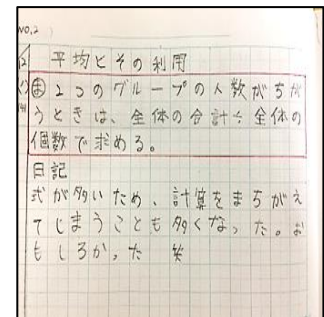 NO.2
平均とその利用
ま 2つのグループの人数がちが
うときは、全体の合計÷全体の
個数で求める。
日記
式が多いため、計算をまちがえ
てしまうことも多くなった。お
もしろかった 笑